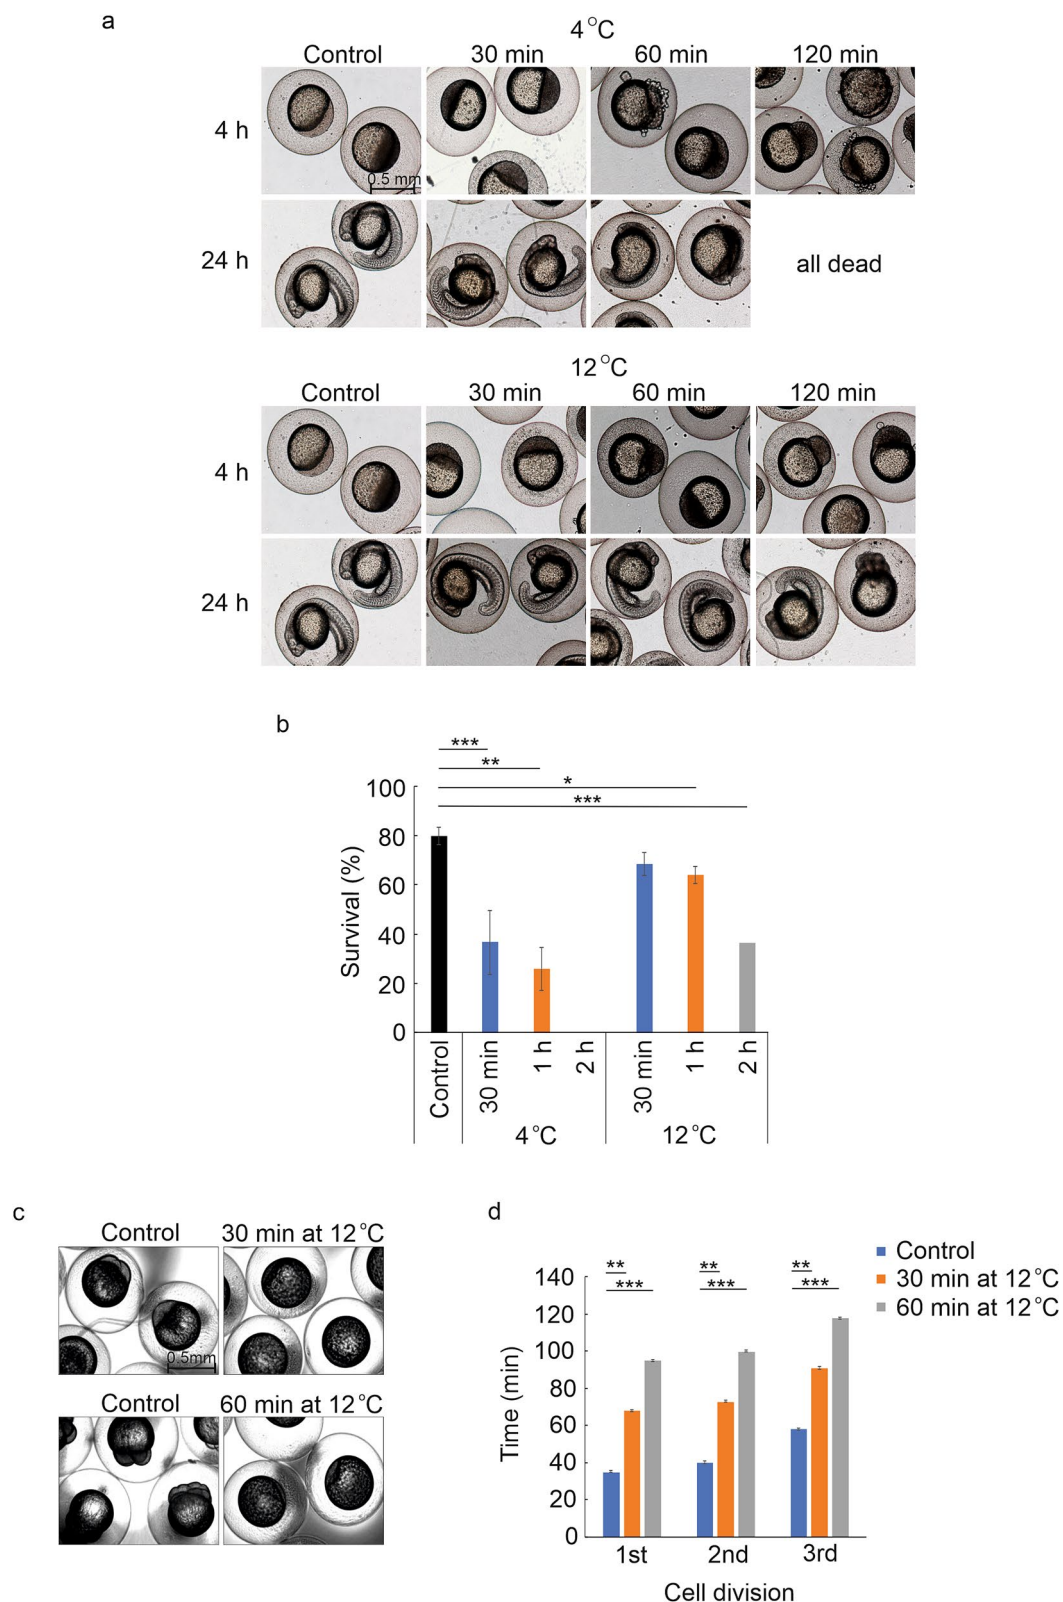 a
4°C
Control 30 min 60 min 120 min
4 h
0.5 mm
24 h
all dead
12°C
Control 30 min 60 min 120 min
4 h
24 h
b
***
**
*
***
Survival (%)
100
80
60
40
20
0
Control 30 min 1 h 2 h 30 min 1 h 2 h
4°C 12°C
c
Control 30 min at 12°C
0.5mm
Control 60 min at 12°C
d
Control
30 min at 12°C
60 min at 12°C
** ** **
*** *** ***
Time (min)
140
120
100
80
60
40
20
0
1st 2nd 3rd
Cell division